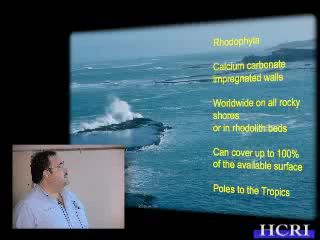 Rhodophyta
Calcium carbonate
impregnated walls
Worldwide on all rocky
shores
or in rhodolith beds
Can cover up to 100%
of the available surface
Poles to the Tropics
HCRI